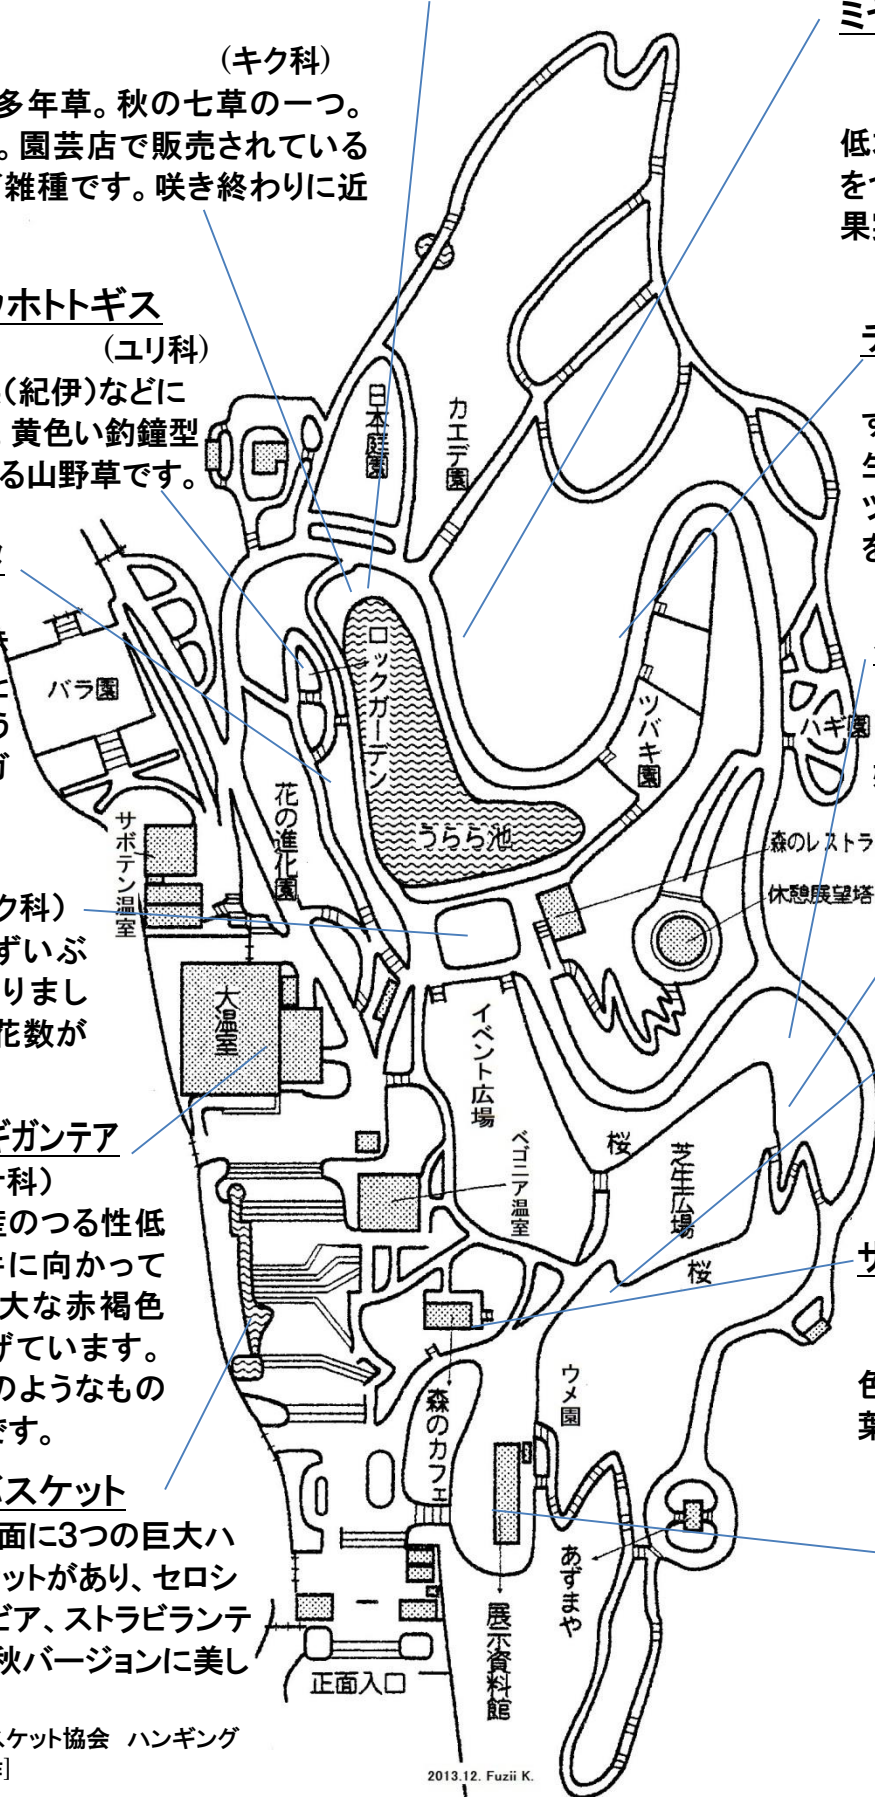 (キク科)
多年草。秋の七草の一つ。
。園芸店で販売されている
雑種です。咲き終わりに近
ホトトギス
(ユリ科)
(紀伊)などに
黄色い釣鐘型
る山野草です。
う
ガ
ク科)
ずいぶ
りまし
花数が
ギガンテア
科)
産のつる性低
に向かって
大な赤褐色
げています。
のようなもの
です。
バスケット
面に3つの巨大ハ
ットがあり、セロシ
ビア、ストラビランテ
秋バージョンに美し
スケット協会 ハンギング
ミヤ
低
をつ
果実
す
生
ツ
を
サ
色
葉
日本庭園
カエデ園
バラ園
ロックガーデン
ツバキ園
ハギ園
花の進化園
うらら池
サボテン温室
森のレストラ
休憩展望塔
大温室
イベント広場
ベゴニア温室
桜
芝生広場
桜
ウメ園
森のカフェ
あずまや
展示資料館
正面入口
2013.12. Fuzii K.